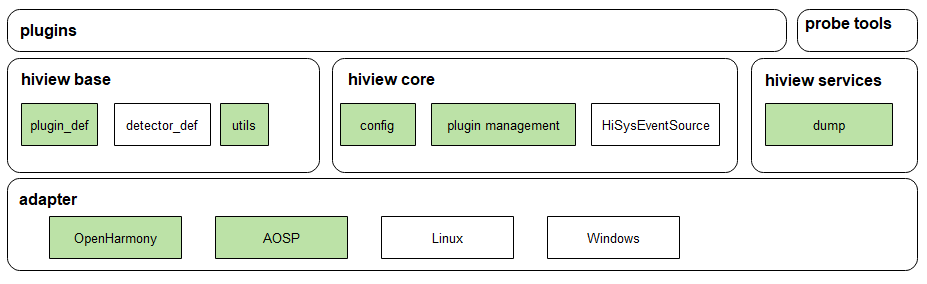 plugins
probe tools
hiview base
plugin_def
detector_def
utils
hiview core
config
plugin management
HiSysEventSource
hiview services
dump
adapter
OpenHarmony
AOSP
Linux
Windows